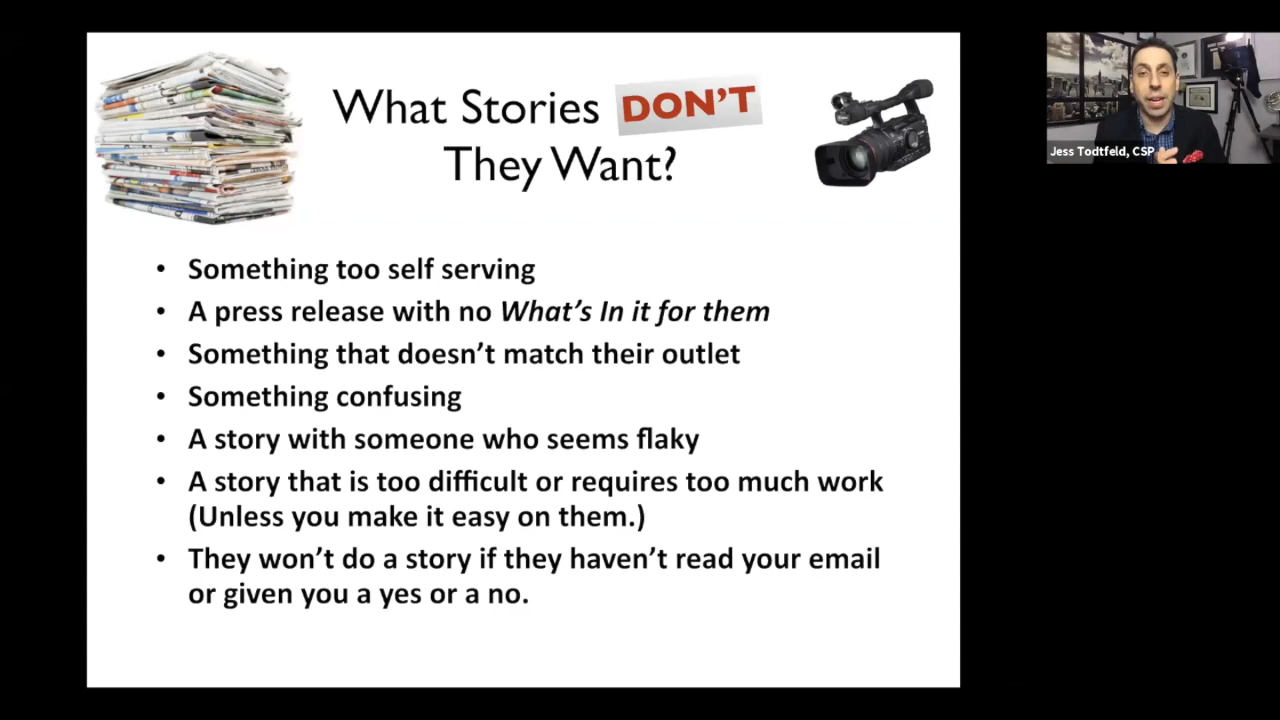 What Stories DON'T
They Want?
• Something too self serving
• A press release with no What's In it for them
• Something that doesn't match their outlet
• Something confusing
• A story with someone who seems flaky
• A story that is too difficult or requires too much work
(Unless you make it easy on them.)
• They won't do a story if they haven't read your email
or given you a yes or a no.
Jess Todtfeld, CSP